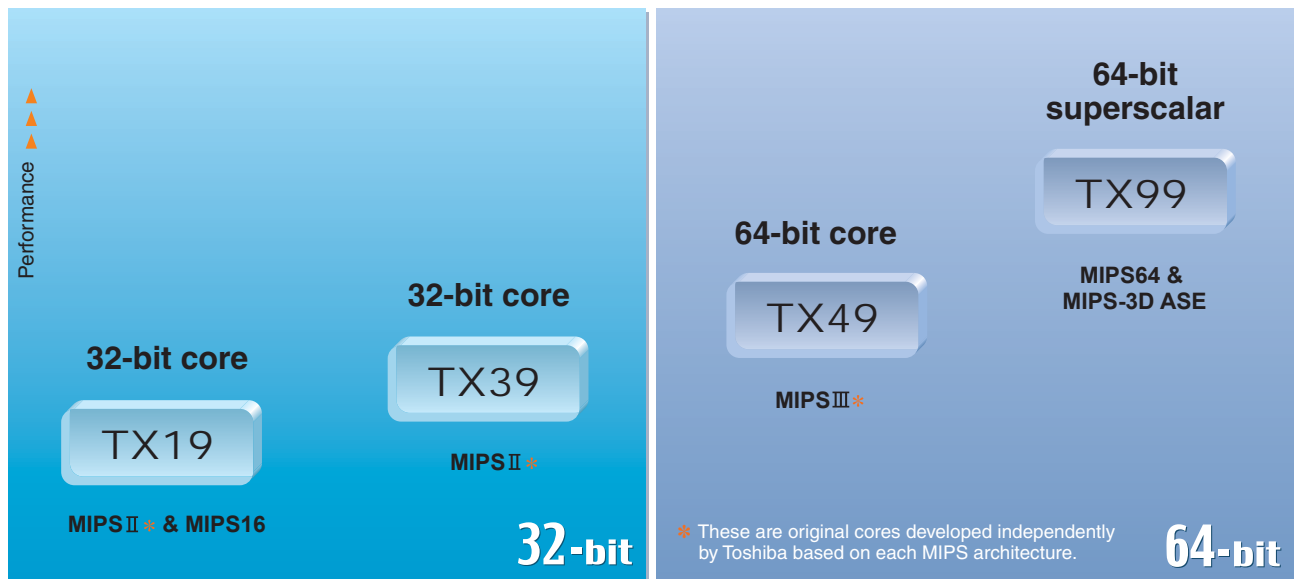 Performance
32-bit core
TX19
MIPSⅡ* & MIPS16
32-bit core
TX39
MIPSⅡ*
32-bit
64-bit core
TX49
MIPSⅢ*
64-bit
superscalar
TX99
MIPS64 &
MIPS-3D ASE
* These are original cores developed independently
by Toshiba based on each MIPS architecture.
64-bit